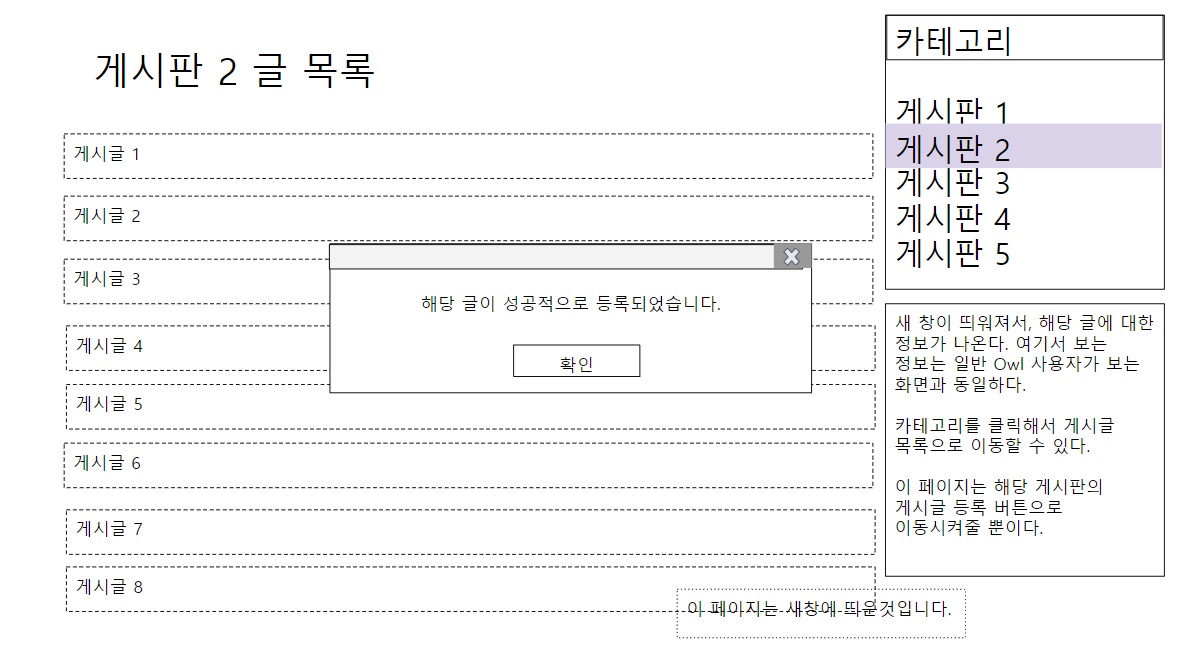 게시판 2 글 목록
게시글 1
게시글 2
게시글 3
게시글 4
게시글 5
게시글 6
게시글 7
게시글 8
해당 글이 성공적으로 등록되었습니다.
확인
카테고리
게시판 1
게시판 2
게시판 3
게시판 4
게시판 5
새 창이 띄워져서, 해당 글에 대한
정보가 나온다. 여기서 보는
정보는 일반 Owl 사용자가 보는
화면과 동일하다.
카테고리를 클릭해서 게시글
목록으로 이동할 수 있다.
이 페이지는 해당 게시판의
게시글 등록 버튼으로
이동시켜줄 뿐이다.
이 페이지는 새창에 띄운것입니다.